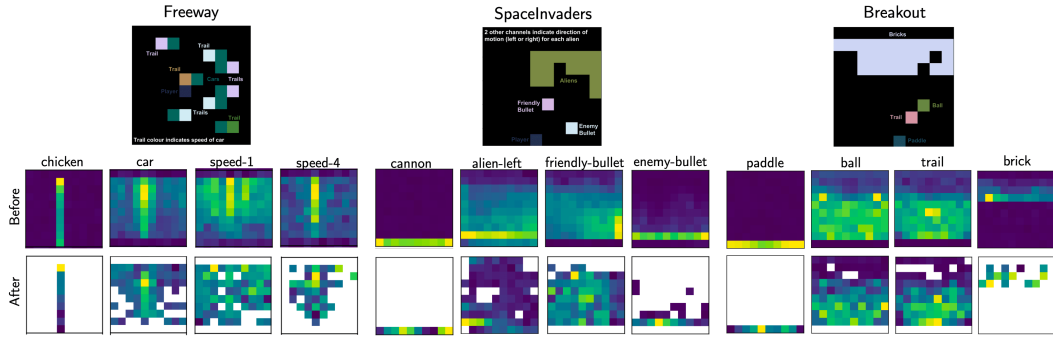 Freeway
SpaceInvaders
Breakout
Trail
Trail
Trail
Cars
Trails
Player
Trails
Trail
Trail colour indicates speed of car
2 other channels indicate direction of
motion (left or right) for each alien
Aliens
Friendly
Bullet
Enemy
Bullet
Player
Bricks
Ball
Trail
Paddle
chicken
car
speed-1
speed-4
cannon
alien-left
friendly-bullet
enemy-bullet
paddle
ball
trail
brick
Before
After